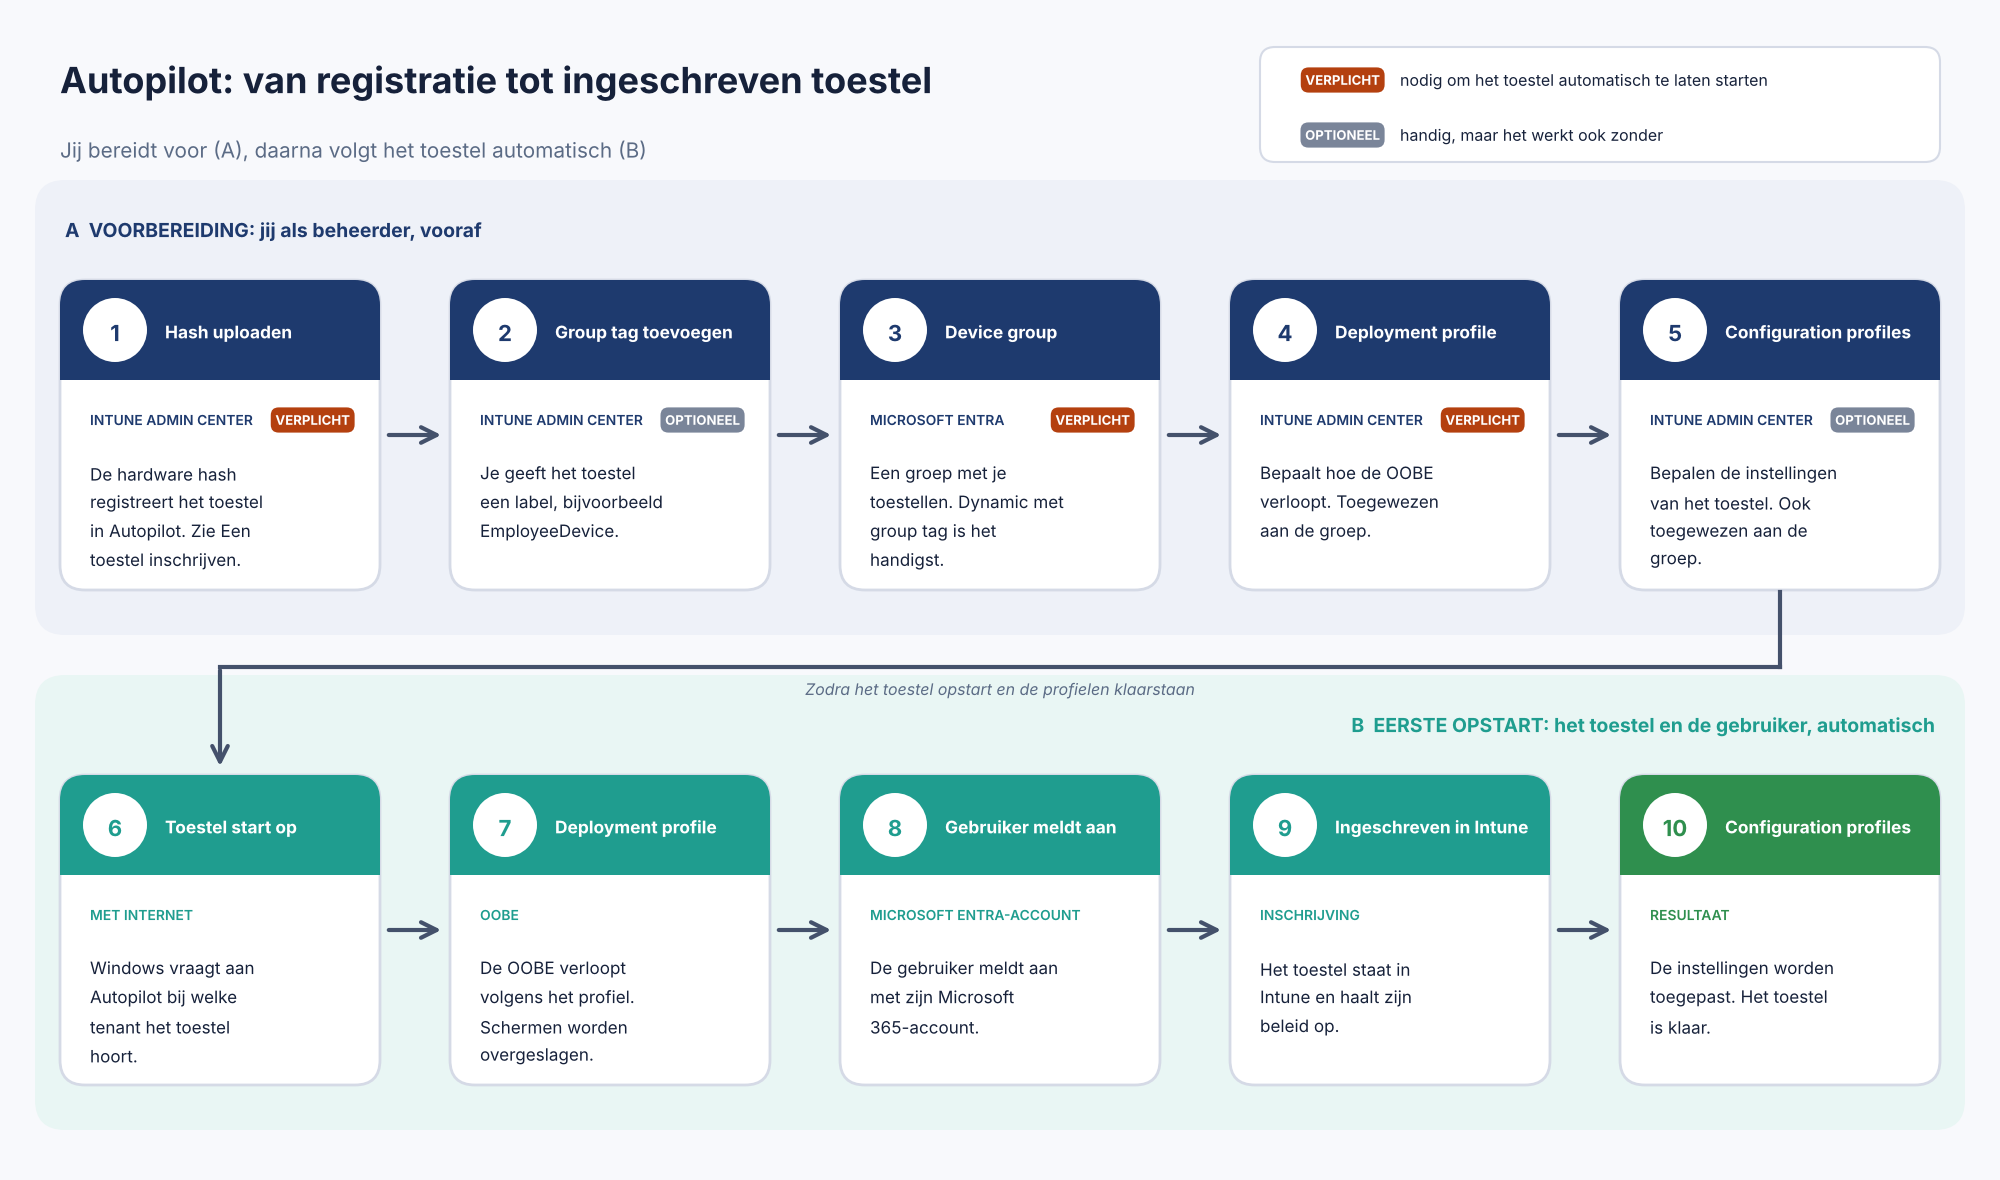 Autopilot: van registratie tot ingeschreven toestel
Jij bereidt voor (A), daarna volgt het toestel automatisch (B)
VERPLICHT nodig om het toestel automatisch te laten starten
OPTIONEEL handig, maar het werkt ook zonder
A VOORBEREIDING: jij als beheerder, vooraf
1 Hash uploaden
INTUNE ADMIN CENTER VERPLICHT
De hardware hash
registreert het toestel
in Autopilot. Zie Een
toestel inschrijven.
2 Group tag toevoegen
INTUNE ADMIN CENTER OPTIONEEL
Je geeft het toestel
een label, bijvoorbeeld
EmployeeDevice.
3 Device group
MICROSOFT ENTRA VERPLICHT
Een groep met je
toestellen. Dynamic met
group tag is het
handigst.
4 Deployment profile
INTUNE ADMIN CENTER VERPLICHT
Bepaalt hoe de OOBE
verloopt. Toegewezen
aan de groep.
5 Configuration profiles
INTUNE ADMIN CENTER OPTIONEEL
Bepalen de instellingen
van het toestel. Ook
toegewezen aan de
groep.
Zodra het toestel opstart en de profielen klaarstaan
B EERSTE OPSTART: het toestel en de gebruiker, automatisch
6 Toestel start op
MET INTERNET
Windows vraagt aan
Autopilot bij welke
tenant het toestel
hoort.
7 Deployment profile
OOBE
De OOBE verloopt
volgens het profiel.
Schermen worden
overgeslagen.
8 Gebruiker meldt aan
MICROSOFT ENTRA-ACCOUNT
De gebruiker meldt aan
met zijn Microsoft
365-account.
9 Ingeschreven in Intune
INSCHRIJVING
Het toestel staat in
Intune en haalt zijn
beleid op.
10 Configuration profiles
RESULTAAT
De instellingen worden
toegepast. Het toestel
is klaar.